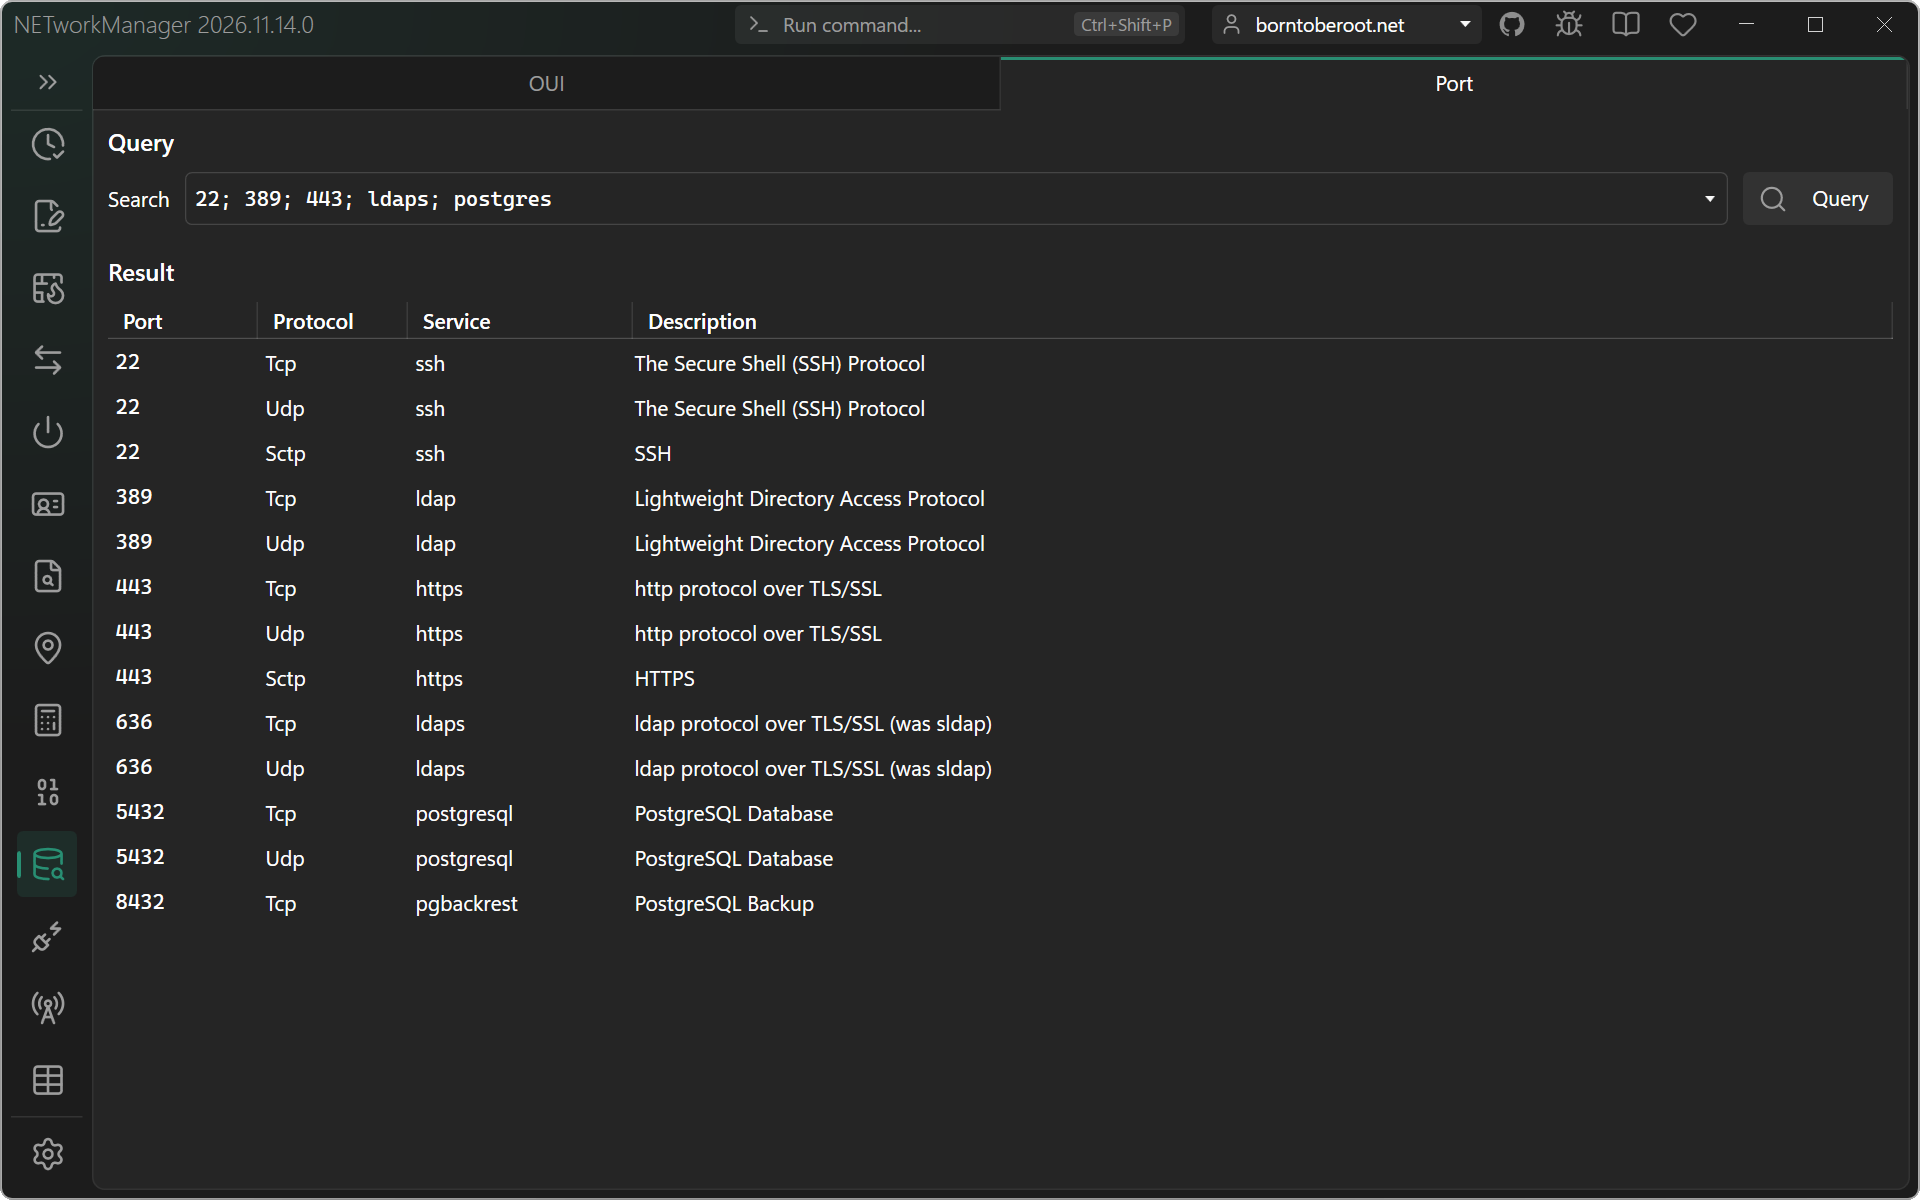 NETworkManager 2026.11.14.0
Run command...
Ctrl+Shift+P
borntoberoot.net
OUI
Port
Query
Search
22; 389; 443; ldaps; postgres
Query
Result
Port Protocol Service Description
22 Tcp ssh The Secure Shell (SSH) Protocol
22 Udp ssh The Secure Shell (SSH) Protocol
22 Sctp ssh SSH
389 Tcp ldap Lightweight Directory Access Protocol
389 Udp ldap Lightweight Directory Access Protocol
443 Tcp https http protocol over TLS/SSL
443 Udp https http protocol over TLS/SSL
443 Sctp https HTTPS
636 Tcp ldaps ldap protocol over TLS/SSL (was sldap)
636 Udp ldaps ldap protocol over TLS/SSL (was sldap)
5432 Tcp postgresql PostgreSQL Database
5432 Udp postgresql PostgreSQL Database
8432 Tcp pgbackrest PostgreSQL Backup
01
10